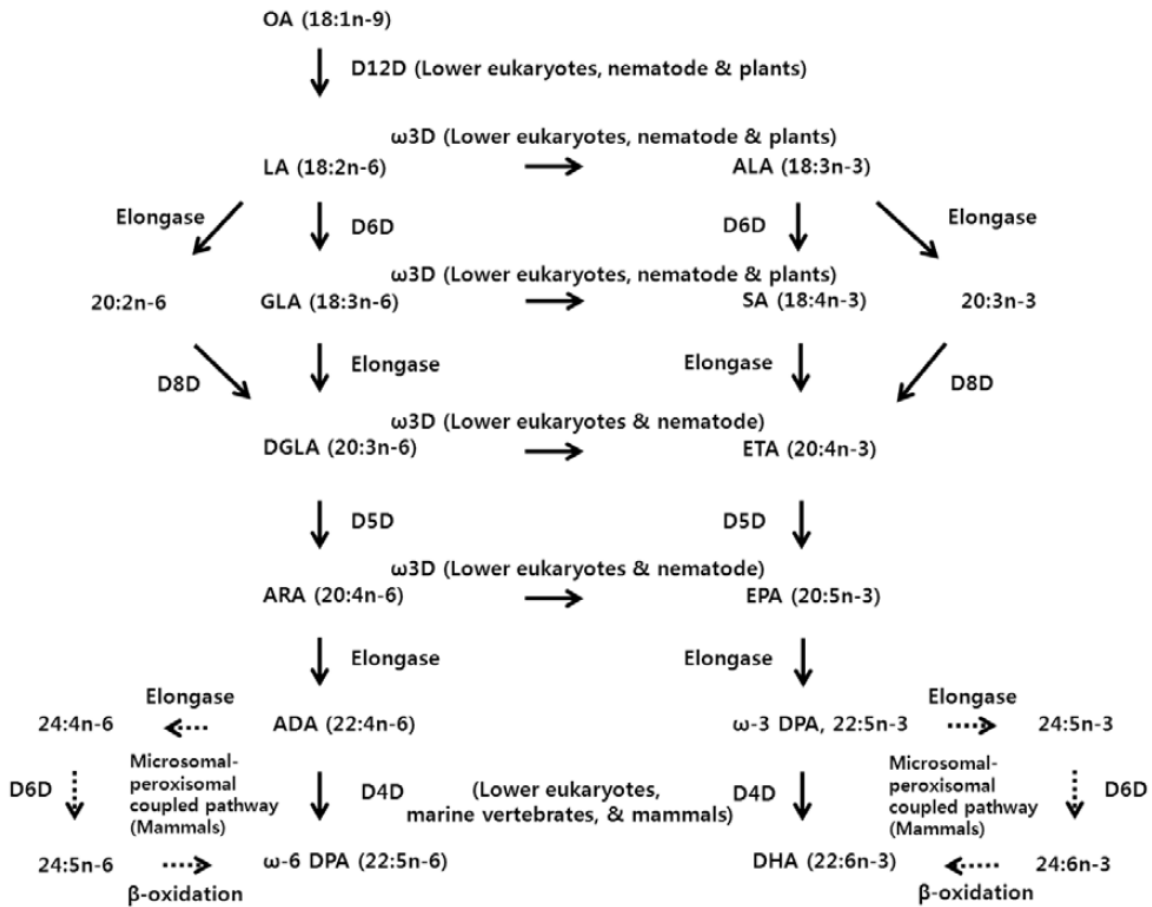 OA (18:1n-9)
D12D (Lower eukaryotes, nematode & plants)
ω3D (Lower eukaryotes, nematode & plants)
LA (18:2n-6)
ALA (18:3n-3)
Elongase
D6D
D6D
Elongase
ω3D (Lower eukaryotes, nematode & plants)
20:2n-6
GLA (18:3n-6)
SA (18:4n-3)
20:3n-3
D8D
Elongase
Elongase
D8D
ω3D (Lower eukaryotes & nematode)
DGLA (20:3n-6)
ETA (20:4n-3)
D5D
D5D
ω3D (Lower eukaryotes & nematode)
ARA (20:4n-6)
EPA (20:5n-3)
Elongase
Elongase
Elongase
Elongase
24:4n-6
ADA (22:4n-6)
ω-3 DPA, 22:5n-3
24:5n-3
D6D
Microsomal-
peroxisomal
coupled pathway
(Mammals)
D4D
(Lower eukaryotes,
marine vertebrates, & mammals)
D4D
Microsomal-
peroxisomal
coupled pathway
(Mammals)
D6D
24:5n-6
ω-6 DPA (22:5n-6)
DHA (22:6n-3)
24:6n-3
β-oxidation
β-oxidation